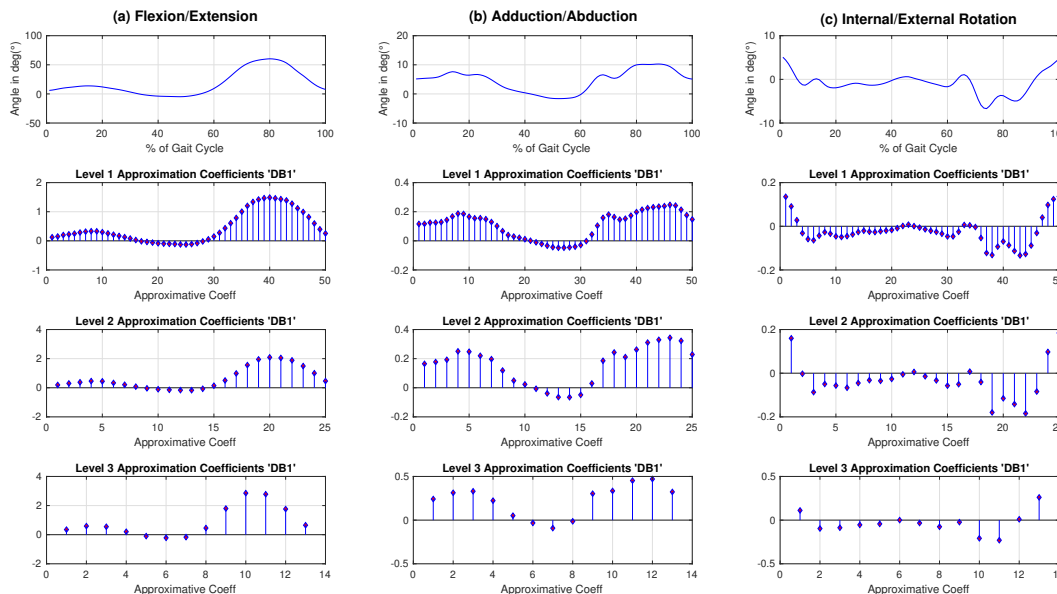 (a) Flexion/Extension
(b) Adduction/Abduction
(c) Internal/External Rotation
Angle in deg(°)
100
50
0
-50
0 20 40 60 80 100
% of Gait Cycle
Angle in deg(°)
20
10
0
10
0 20 40 60 80 100
% of Gait Cycle
Angle in deg(°)
10
0
-10
0 20 40 60 80
% of Gait Cycle
Level 1 Approximation Coefficients 'DB1'
2
1
0
-1
0 10 20 30 40 50
Approximative Coeff
Level 1 Approximation Coefficients 'DB1'
0.4
0.2
0
-0.2
0 10 20 30 40 50
Approximative Coeff
Level 1 Approximation Coefficients 'DB1'
0.2
0
-0.2
0 10 20 30 40
Approximative Coeff
Level 2 Approximation Coefficients 'DB1'
4
2
0
-2
0 5 10 15 20 25
Approximative Coeff
Level 2 Approximation Coefficients 'DB1'
0.4
0.2
0
-0.2
0 5 10 15 20 25
Approximative Coeff
Level 2 Approximation Coefficients 'DB1'
0.2
0
-0.2
0 5 10 15 20
Approximative Coeff
Level 3 Approximation Coefficients 'DB1'
4
2
0
-2
0 2 4 6 8 10 12 14
Approximative Coeff
Level 3 Approximation Coefficients 'DB1'
0.5
0
-0.5
0 2 4 6 8 10 12 14
Approximative Coeff
Level 3 Approximation Coefficients 'DB1'
0.5
0
-0.5
0 2 4 6 8 10 12
Approximative Coeff